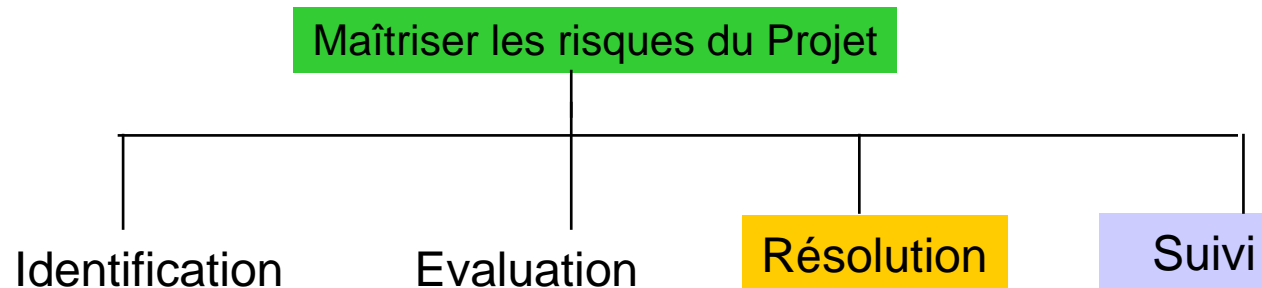 Maîtriser les risques du Projet
Identification
Evaluation
Résolution
Suivi